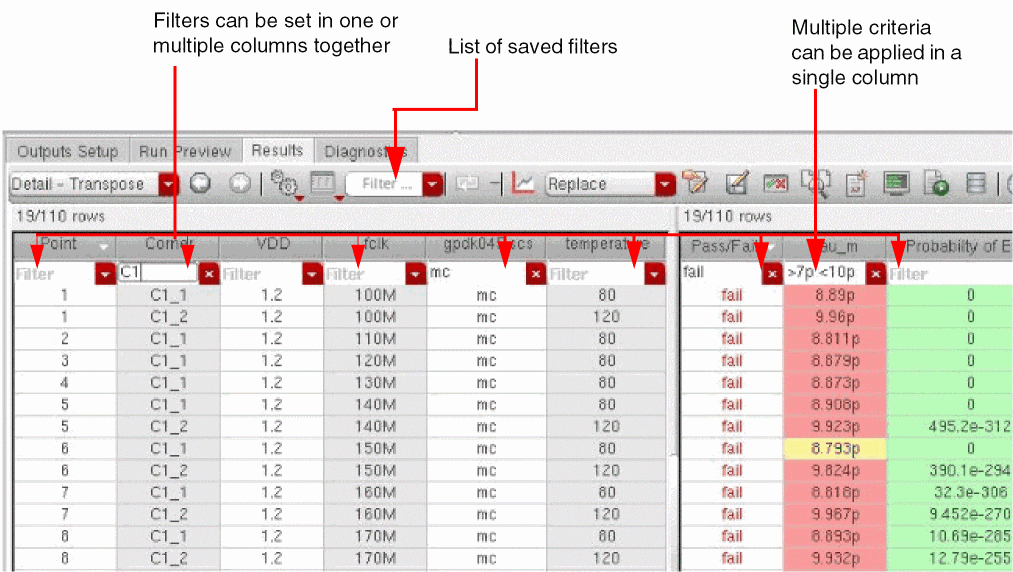 Filters can be set in one or
multiple columns together
List of saved filters
Multiple criteria
can be applied in a
single column
Outputs Setup Run Preview Results
Detail - Transpose Filter ... Replace
19/110 rows 19/110 rows
Point Corner VDD fclk temperature Pass/Fail Probabilty of E
Filter C1 Filter Filter mc Filter fail >7p <10p Filter
1 C1_1 1.2 100M mc 80 fail 8.89p 0
1 C1_2 1.2 100M mc 120 fail 9.96p 0
2 C1_1 1.2 110M mc 80 fail 8.811p 0
3 C1_1 1.2 120M mc 80 fail 8.879p 0
4 C1_1 1.2 130M mc 80 fail 8.873p 0
5 C1_1 1.2 140M mc 80 fail 8.908p 0
5 C1_2 1.2 140M mc 120 fail 9.923p 495.2e-312
6 C1_1 1.2 150M mc 80 fail 8.793p 0
6 C1_2 1.2 150M mc 120 fail 9.824p 390.1e-294
7 C1_1 1.2 160M mc 80 fail 8.818p 32.3e-306
7 C1_2 1.2 160M mc 120 fail 9.967p 9.452e-270
8 C1_1 1.2 170M mc 80 fail 8.893p 10.69e-285
8 C1_2 1.2 170M mc 120 fail 9.932p 12.79e-255